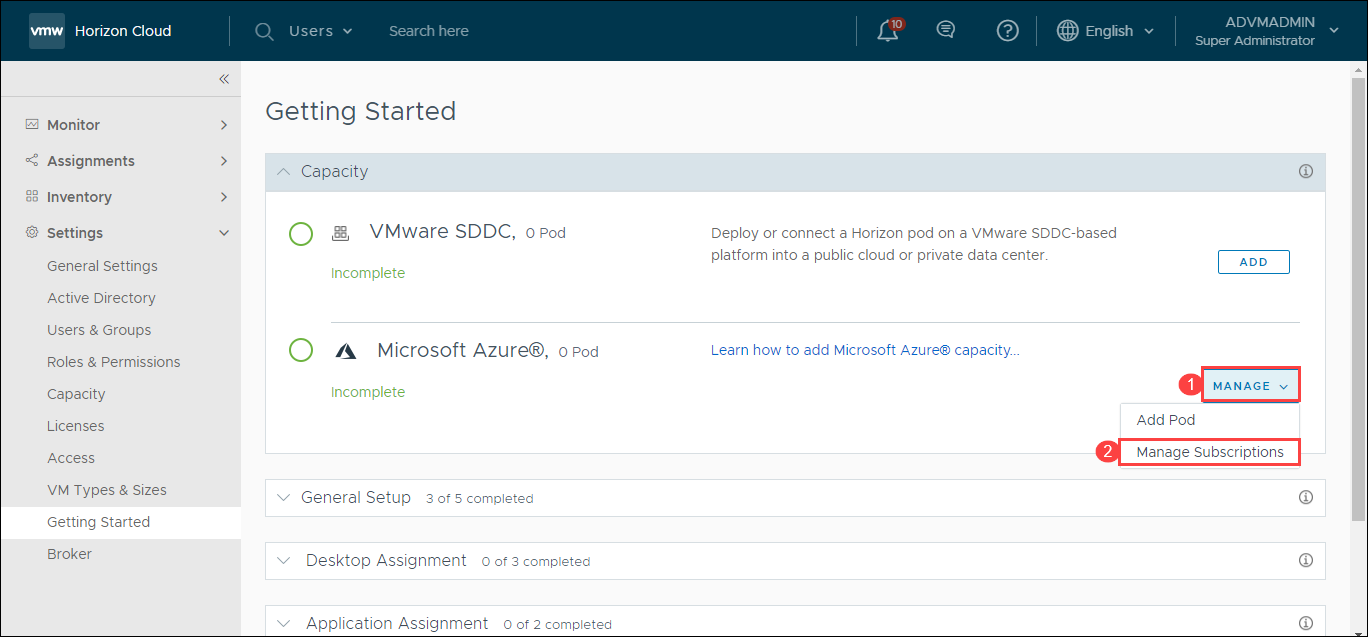 vmw Horizon Cloud
Users
Search here
10
English
ADVMADMIN
Super Administrator
Monitor
Assignments
Inventory
Settings
General Settings
Active Directory
Users & Groups
Roles & Permissions
Capacity
Licenses
Access
VM Types & Sizes
Getting Started
Broker
Getting Started
Capacity
VMware SDDC, 0 Pod
Incomplete
Deploy or connect a Horizon pod on a VMware SDDC-based
platform into a public cloud or private data center.
ADD
Microsoft Azure®, 0 Pod
Incomplete
Learn how to add Microsoft Azure® capacity...
1 MANAGE
Add Pod
2 Manage Subscriptions
General Setup 3 of 5 completed
Desktop Assignment 0 of 3 completed
Application Assignment 0 of 2 completed